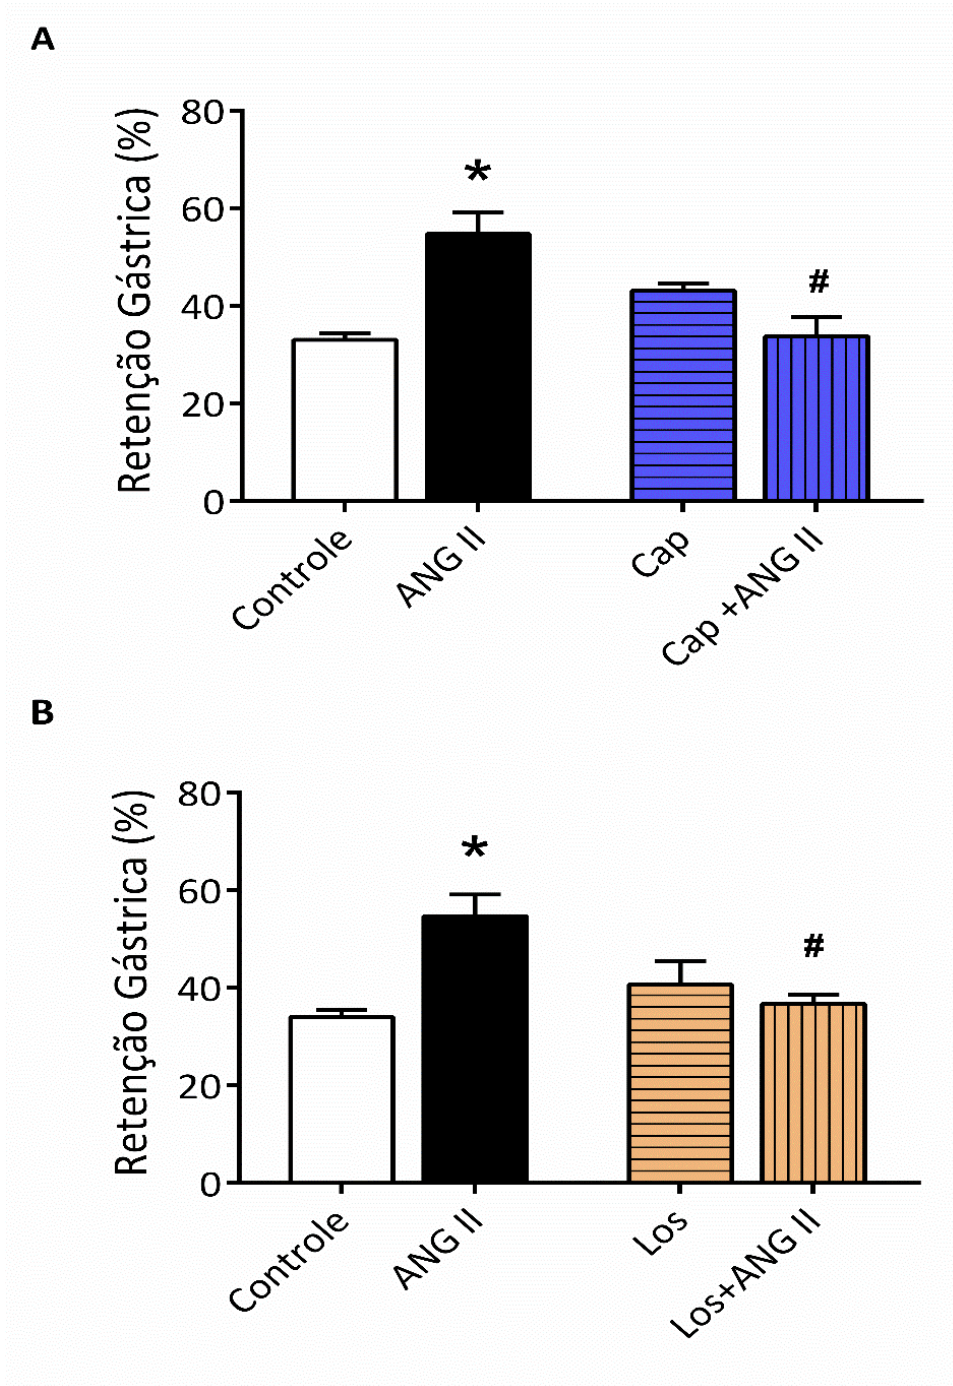 A
Retenção Gástrica (%)
80
60
40
20
0
*
#
Controle
ANG II
Cap
Cap +ANG II
B
Retenção Gástrica (%)
80
60
40
20
0
*
#
Controle
ANG II
Los
Los+ANG II